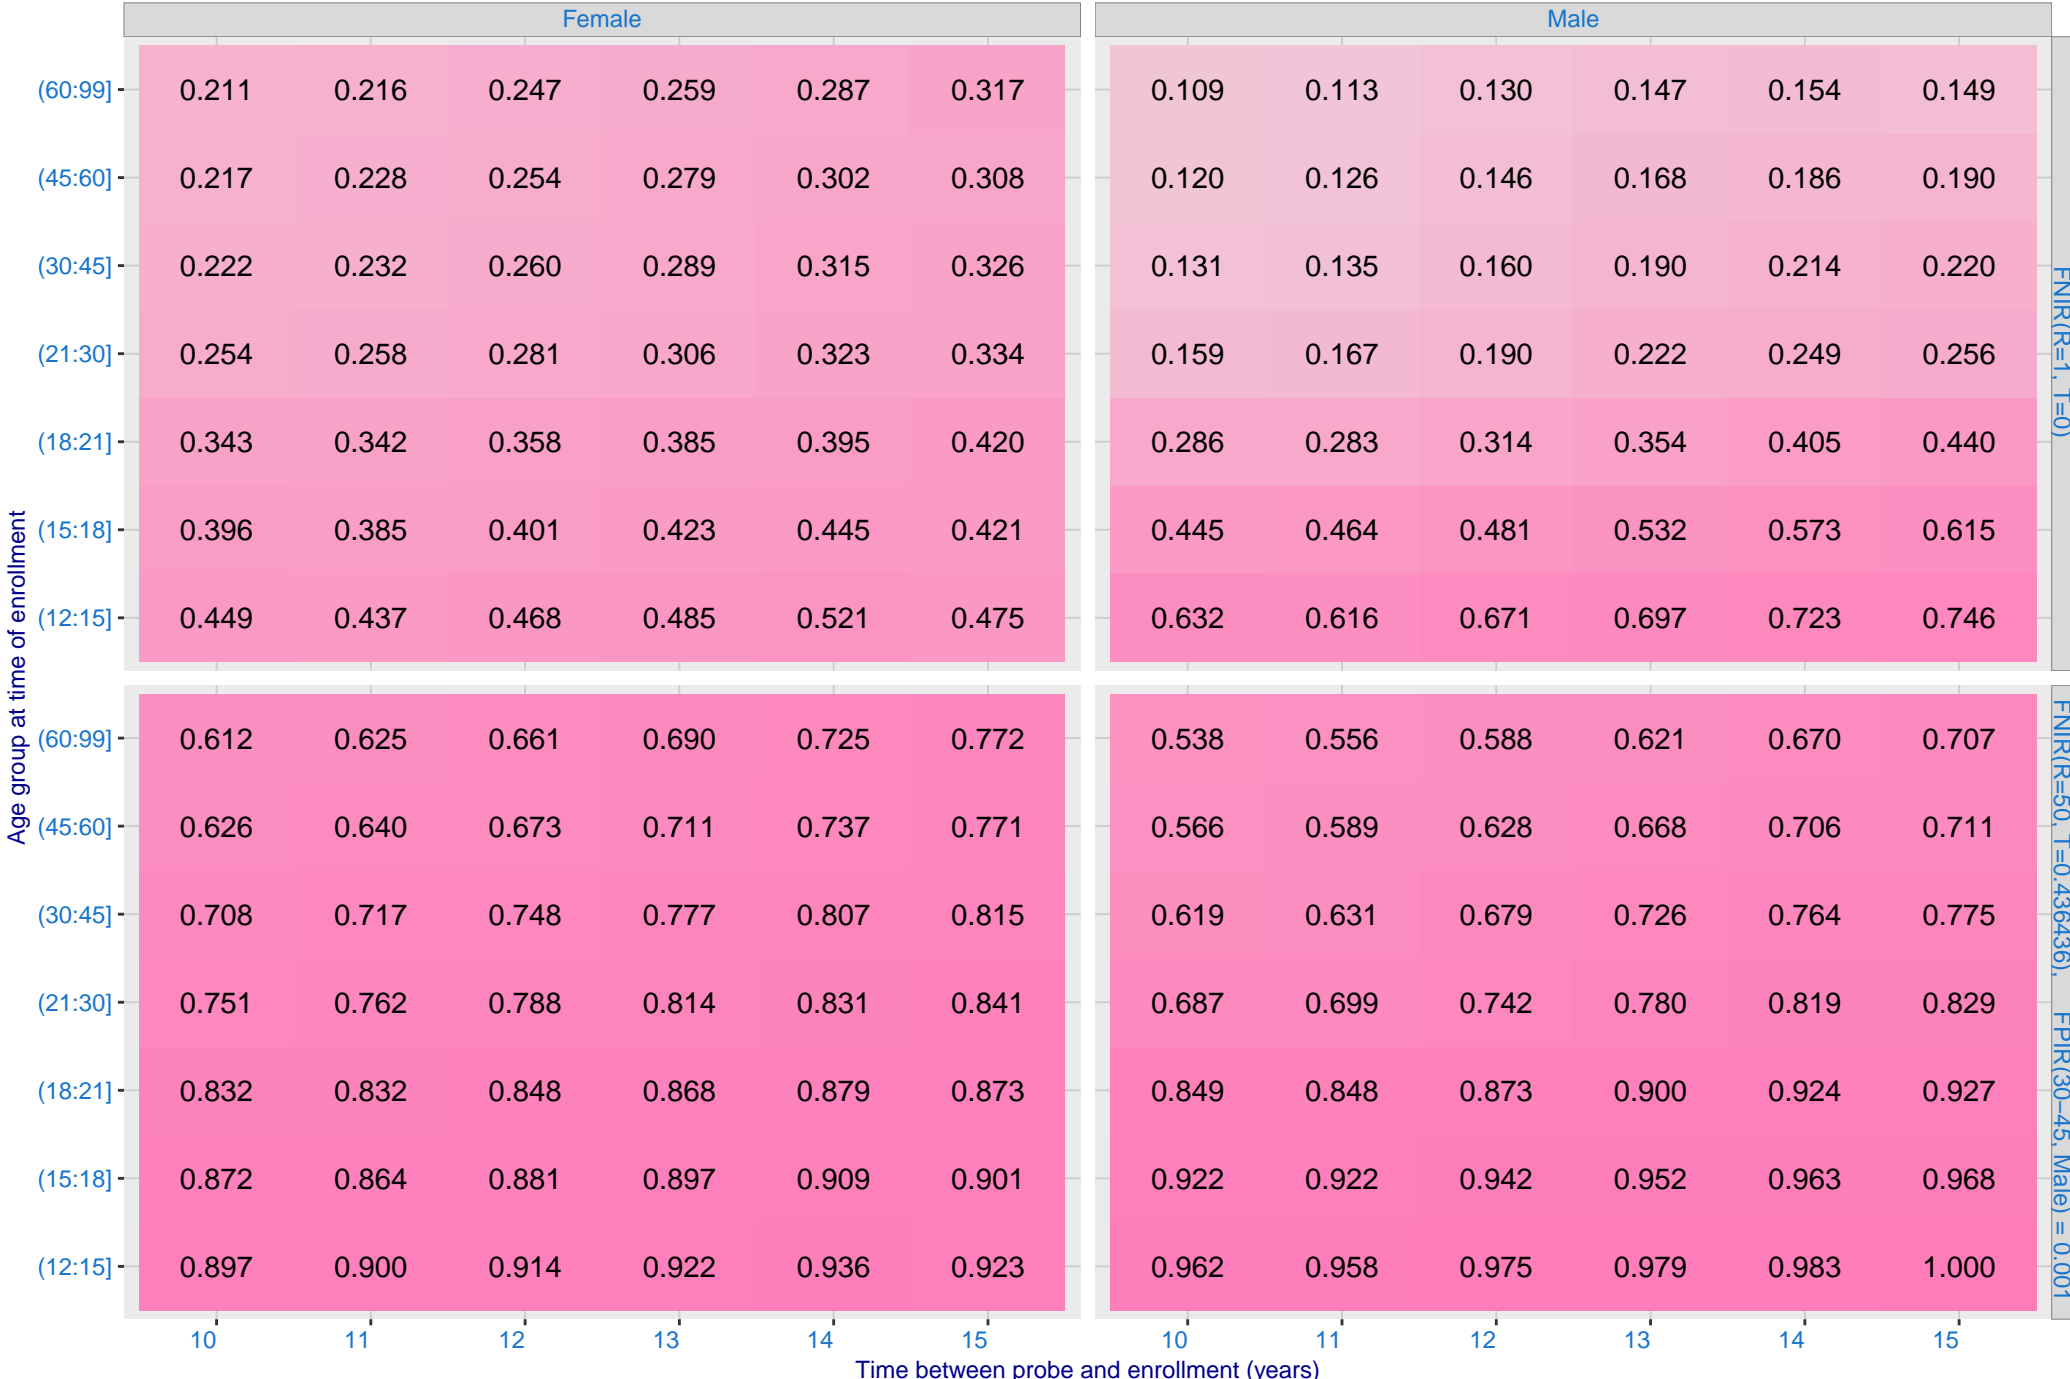 Female Male
(60:99] 0.211 0.216 0.247 0.259 0.287 0.317 0.109 0.113 0.130 0.147 0.154 0.149
(45:60] 0.217 0.228 0.254 0.279 0.302 0.308 0.120 0.126 0.146 0.168 0.186 0.190
(30:45] 0.222 0.232 0.260 0.289 0.315 0.326 0.131 0.135 0.160 0.190 0.214 0.220
(21:30] 0.254 0.258 0.281 0.306 0.323 0.334 0.159 0.167 0.190 0.222 0.249 0.256
(18:21] 0.343 0.342 0.358 0.385 0.395 0.420 0.286 0.283 0.314 0.354 0.405 0.440
(15:18] 0.396 0.385 0.401 0.423 0.445 0.421 0.445 0.464 0.481 0.532 0.573 0.615
(12:15] 0.449 0.437 0.468 0.485 0.521 0.475 0.632 0.616 0.671 0.697 0.723 0.746
FNIR(R=1, T=0)
Age group at time of enrollment
(60:99] 0.612 0.625 0.661 0.690 0.725 0.772 0.538 0.556 0.588 0.621 0.670 0.707
(45:60] 0.626 0.640 0.673 0.711 0.737 0.771 0.566 0.589 0.628 0.668 0.706 0.711
(30:45] 0.708 0.717 0.748 0.777 0.807 0.815 0.619 0.631 0.679 0.726 0.764 0.775
(21:30] 0.751 0.762 0.788 0.814 0.831 0.841 0.687 0.699 0.742 0.780 0.819 0.829
(18:21] 0.832 0.832 0.848 0.868 0.879 0.873 0.849 0.848 0.873 0.900 0.924 0.927
(15:18] 0.872 0.864 0.881 0.897 0.909 0.901 0.922 0.922 0.942 0.952 0.963 0.968
(12:15] 0.897 0.900 0.914 0.922 0.936 0.923 0.962 0.958 0.975 0.979 0.983 1.000
FNIR(R=50, T=0.436436), FPIR(30−45, Male) = 0.001
10 11 12 13 14 15 10 11 12 13 14 15
Time between probe and enrollment (years)